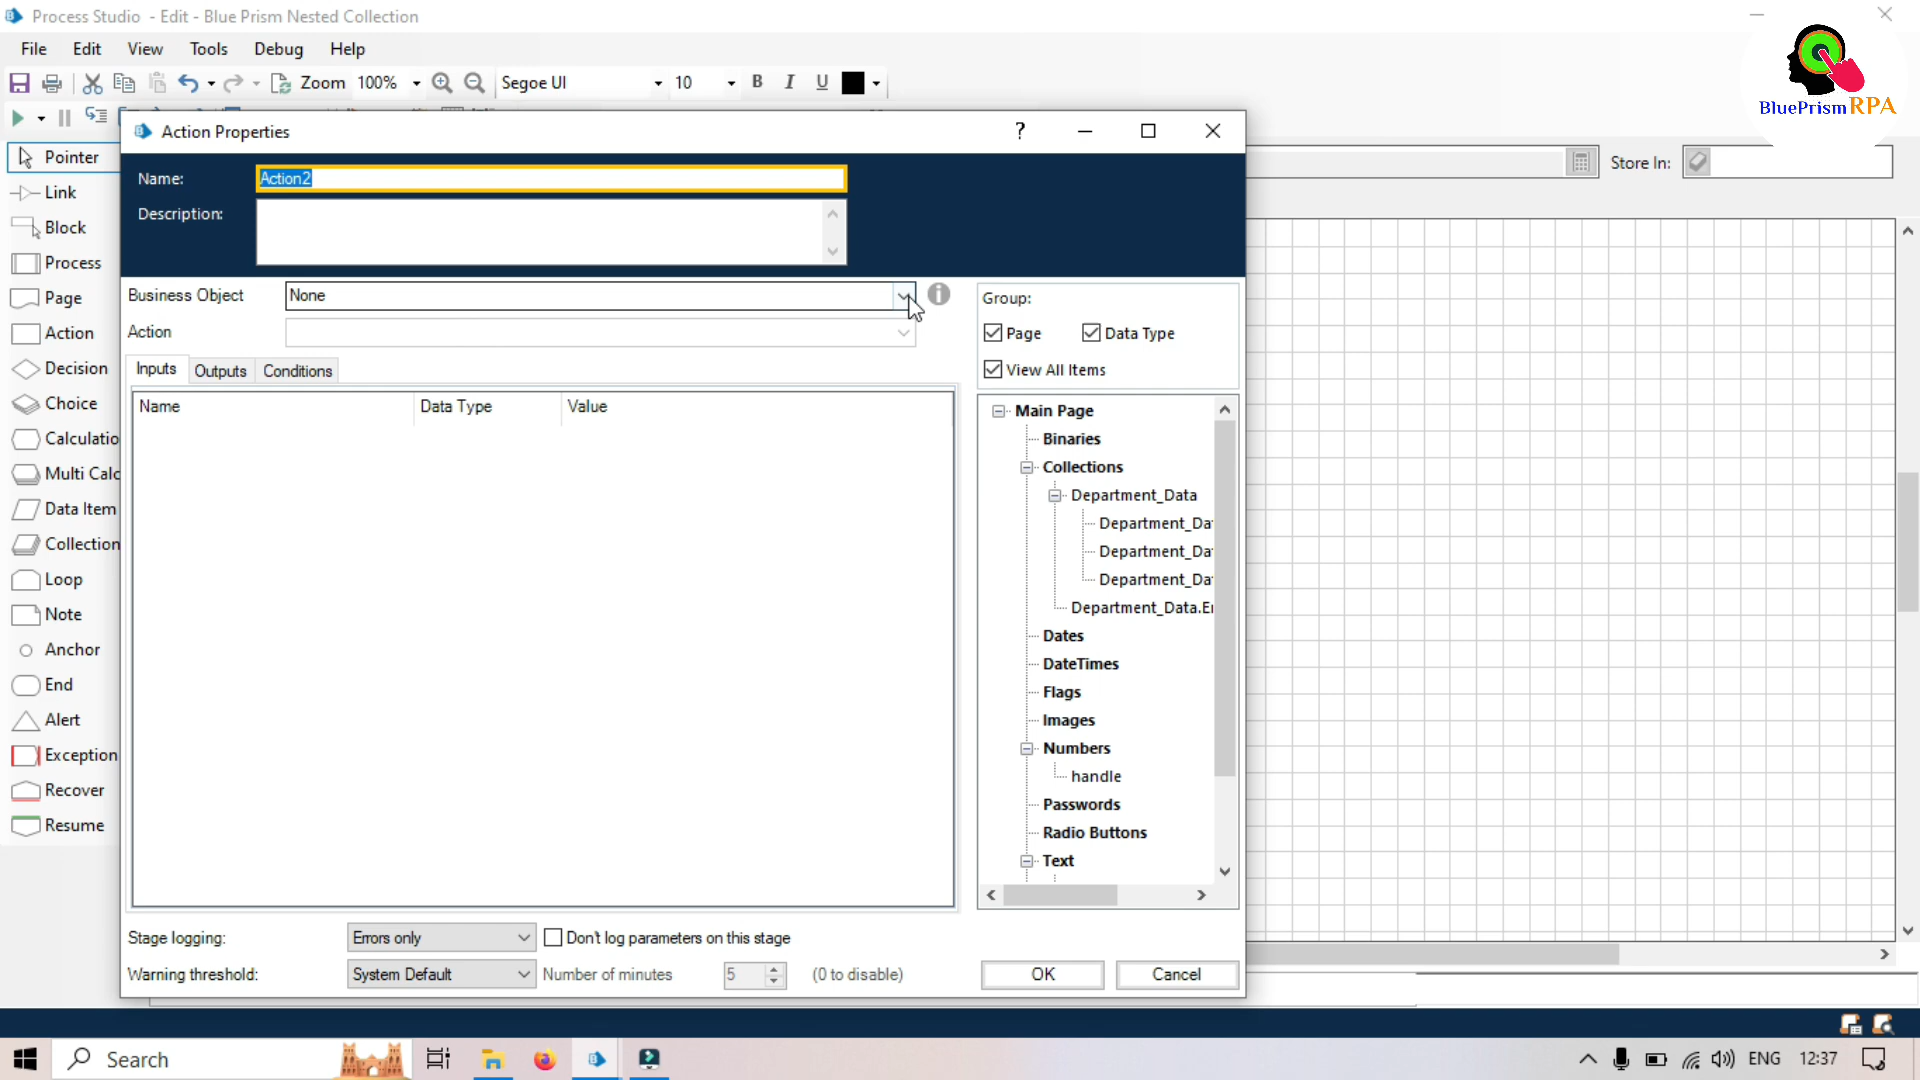 Process Studio - Edit - Blue Prism Nested Collection
File Edit View Tools Debug Help
Zoom 100% Segoe UI 10 B I U
BluePrism RPA
Action Properties
?
Name: Action2
Description:
Store In:
Pointer
Link
Block
Process
Page
Action
Decision
Choice
Calculatio
Multi Calc
Data Item
Collection
Loop
Note
Anchor
End
Alert
Exception
Recover
Resume
Business Object None
Action
Inputs Outputs Conditions
Name Data Type Value
Group:
Page Data Type
View All Items
Main Page
Binaries
Collections
Department_Data
Department_Da
Department_Da
Department_Da
Department_Data.Er
Dates
DateTimes
Flags
Images
Numbers
handle
Passwords
Radio Buttons
Text
Stage logging: Errors only Don't log parameters on this stage
Warning threshold: System Default Number of minutes 5 (0 to disable)
OK Cancel
Search
ENG 12:37